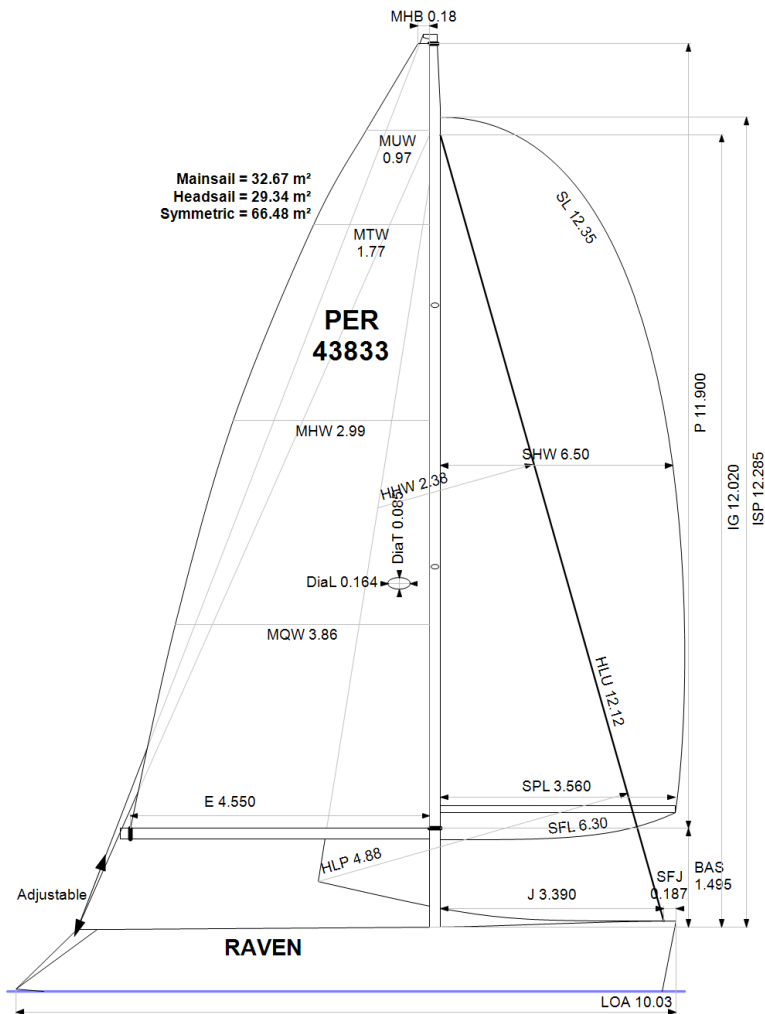 MHB 0.18
MUW
0.97
Mainsail = 32.67 m²
Headsail = 29.34 m²
Symmetric = 66.48 m²
SL 12.35
MTW
1.77
PER
43833
P 11.900
MHW 2.99
SHW 6.50
IG 12.020
ISP 12.285
HHW 2.38
DiaT 0.085
DiaL 0.164
MQW 3.86
HLU 12.12
E 4.550
SPL 3.560
SFL 6.30
HLP 4.88
Adjustable
J 3.390
SFJ
0.187
BAS
1.495
RAVEN
LOA 10.03